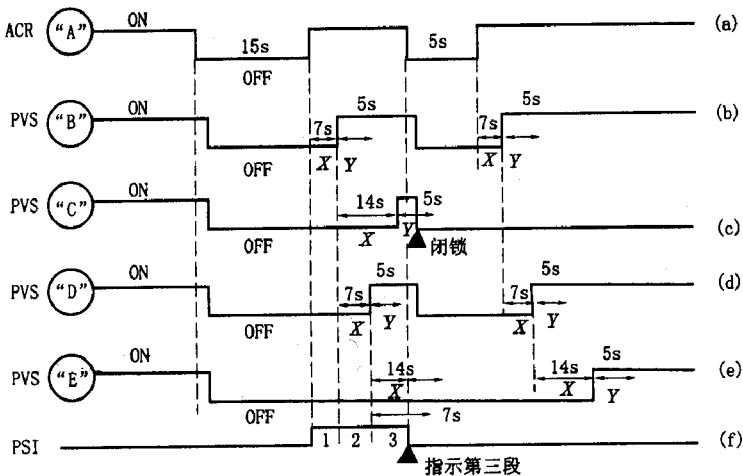 ACR "A" ON 15s OFF 5s (a)
PVS "B" ON OFF 7s X Y 5s 7s X Y 5s (b)
PVS "C" ON OFF 14s X Y 5s 闭锁 (c)
PVS "D" ON OFF 7s X Y 5s 7s X Y 5s (d)
PVS "E" ON OFF 14s X 7s 14s X Y 5s (e)
PSI 1 2 3 指示第三段 (f)